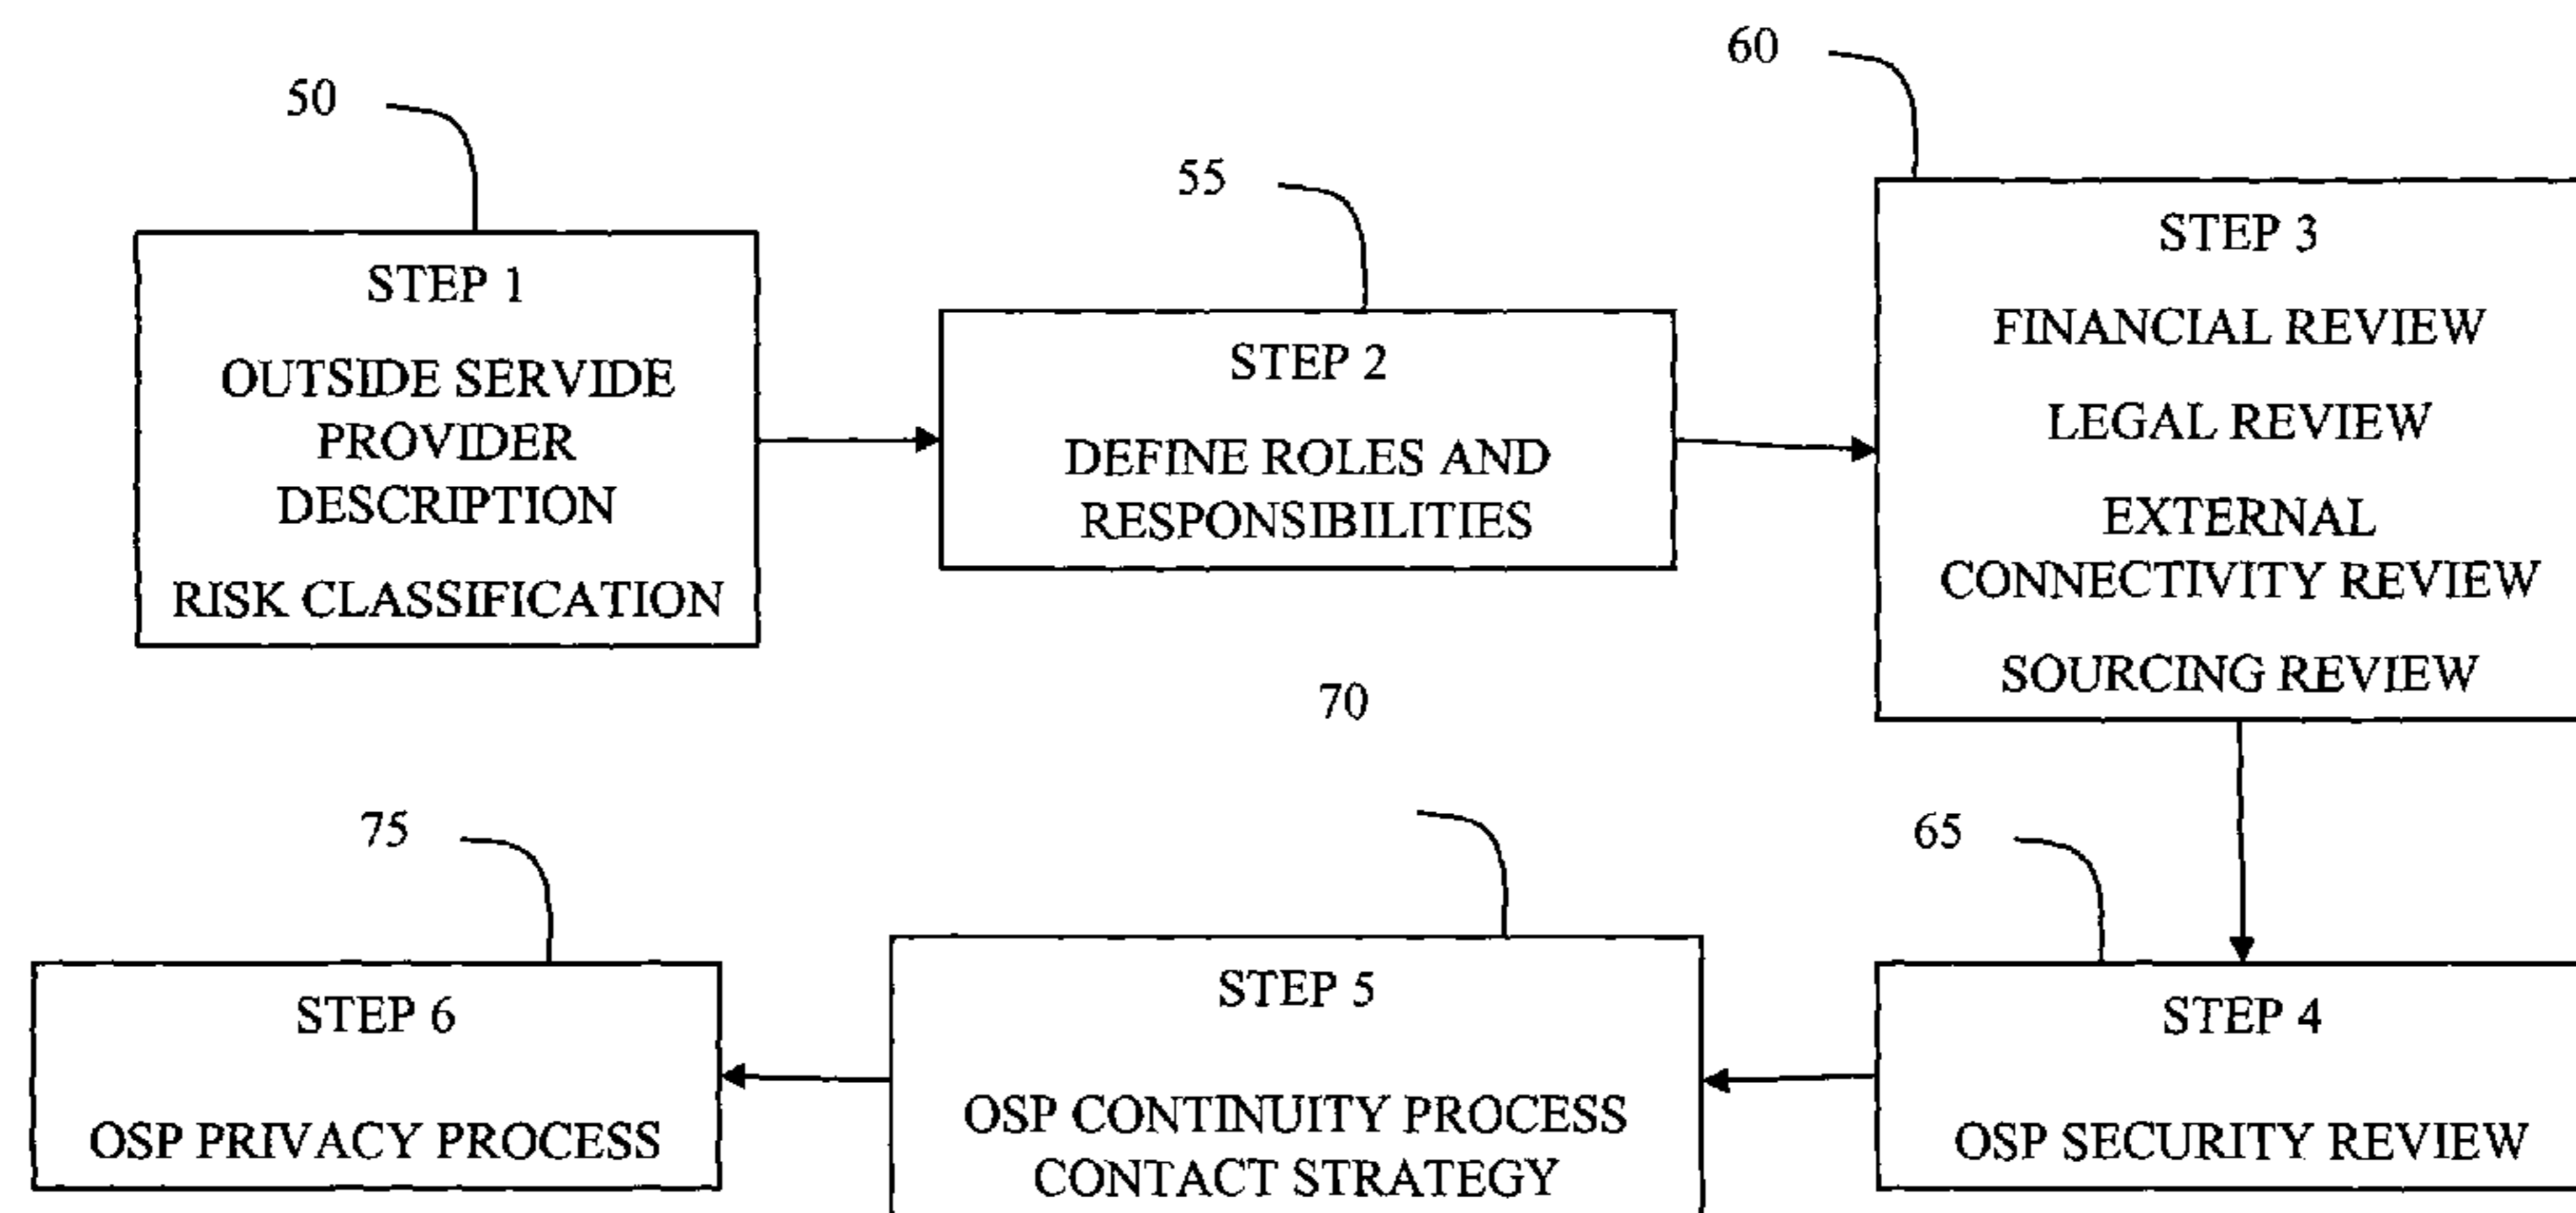 50
STEP 1
OUTSIDE SERVIDE
PROVIDER
DESCRIPTION
RISK CLASSIFICATION
55
STEP 2
DEFINE ROLES AND
RESPONSIBILITIES
60
STEP 3
FINANCIAL REVIEW
LEGAL REVIEW
EXTERNAL
CONNECTIVITY REVIEW
SOURCING REVIEW
65
STEP 4
OSP SECURITY REVIEW
70
STEP 5
OSP CONTINUITY PROCESS
CONTACT STRATEGY
75
STEP 6
OSP PRIVACY PROCESS